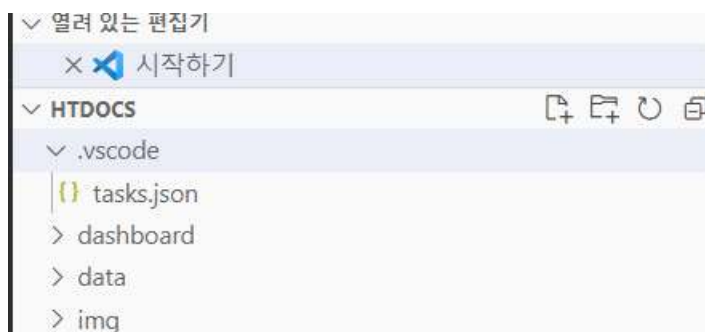 열려 있는 편집기
시작하기
HTDOCS
.vscode
{} tasks.json
dashboard
data
img